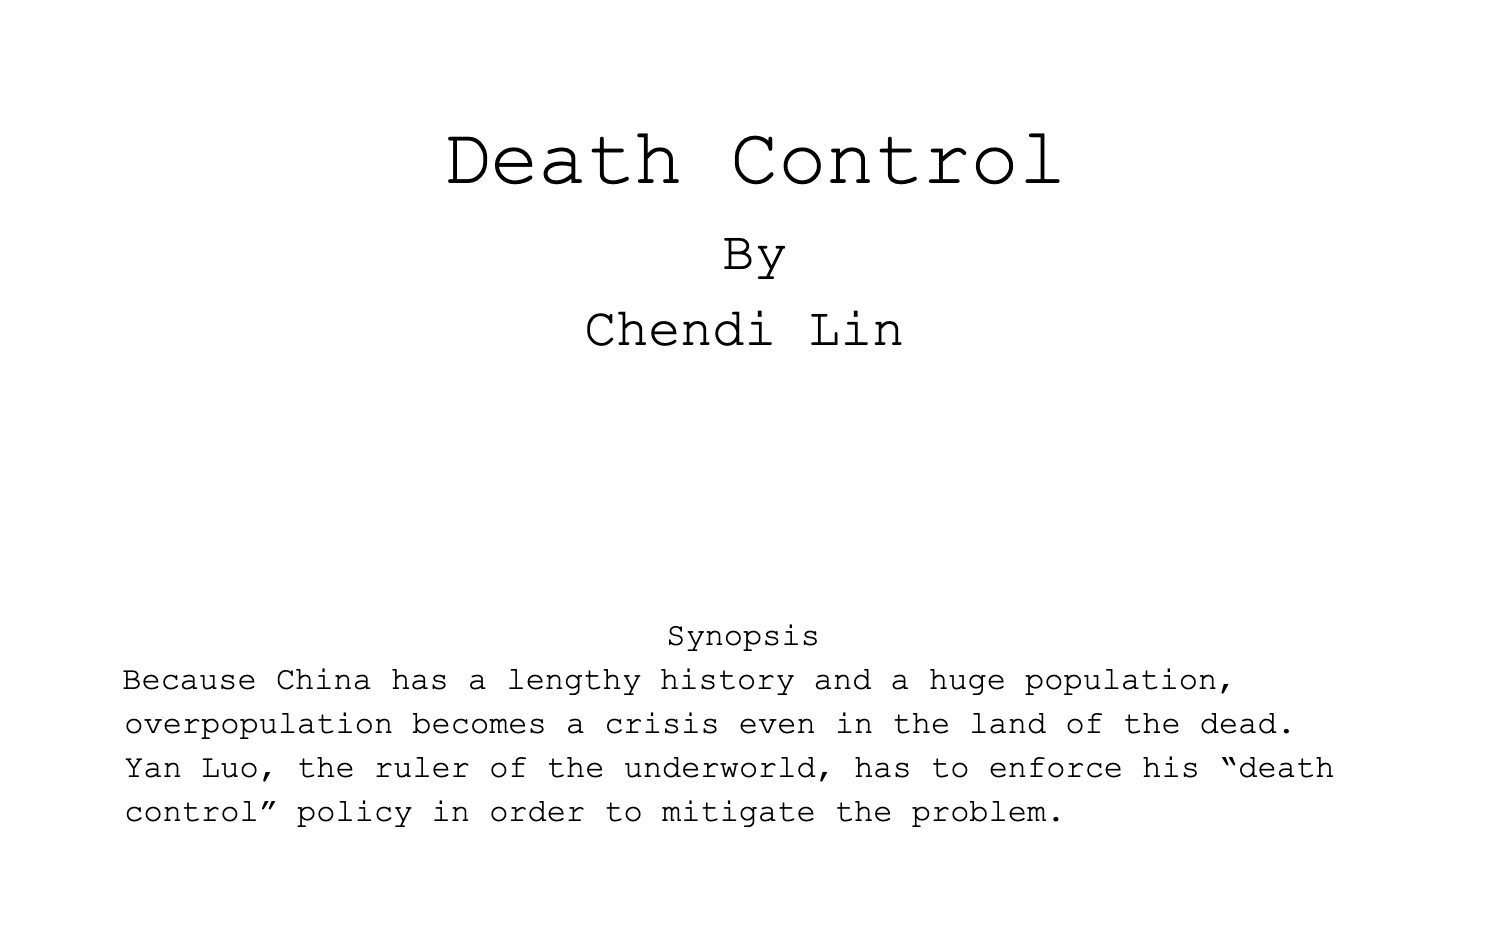 Death Control
By
Chendi Lin
Synopsis
Because China has a lengthy history and a huge population,
overpopulation becomes a crisis even in the land of the dead.
Yan Luo, the ruler of the underworld, has to enforce his “death
control” policy in order to mitigate the problem.